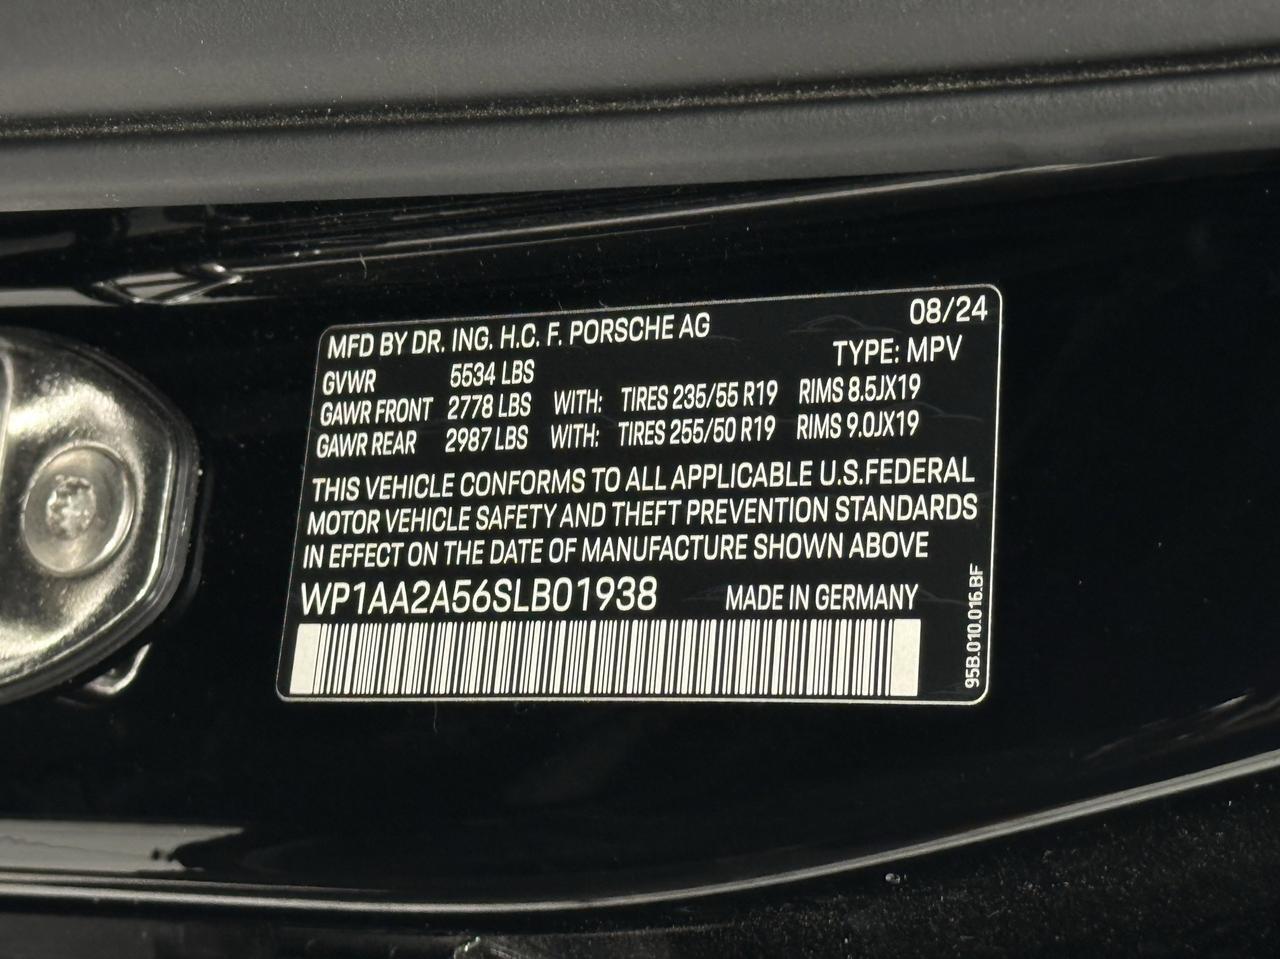 MFD BY DR. ING. H.C. F. PORSCHE AG 08/24
TYPE: MPV
GVWR 5534 LBS
GAWR FRONT 2778 LBS WITH: TIRES 235/55 R19 RIMS 8.5JX19
GAWR REAR 2987 LBS WITH: TIRES 255/50 R19 RIMS 9.0JX19
THIS VEHICLE CONFORMS TO ALL APPLICABLE U.S.FEDERAL
MOTOR VEHICLE SAFETY AND THEFT PREVENTION STANDARDS
IN EFFECT ON THE DATE OF MANUFACTURE SHOWN ABOVE
WP1AA2A56SLB01938 MADE IN GERMANY
95B.010.016.BF